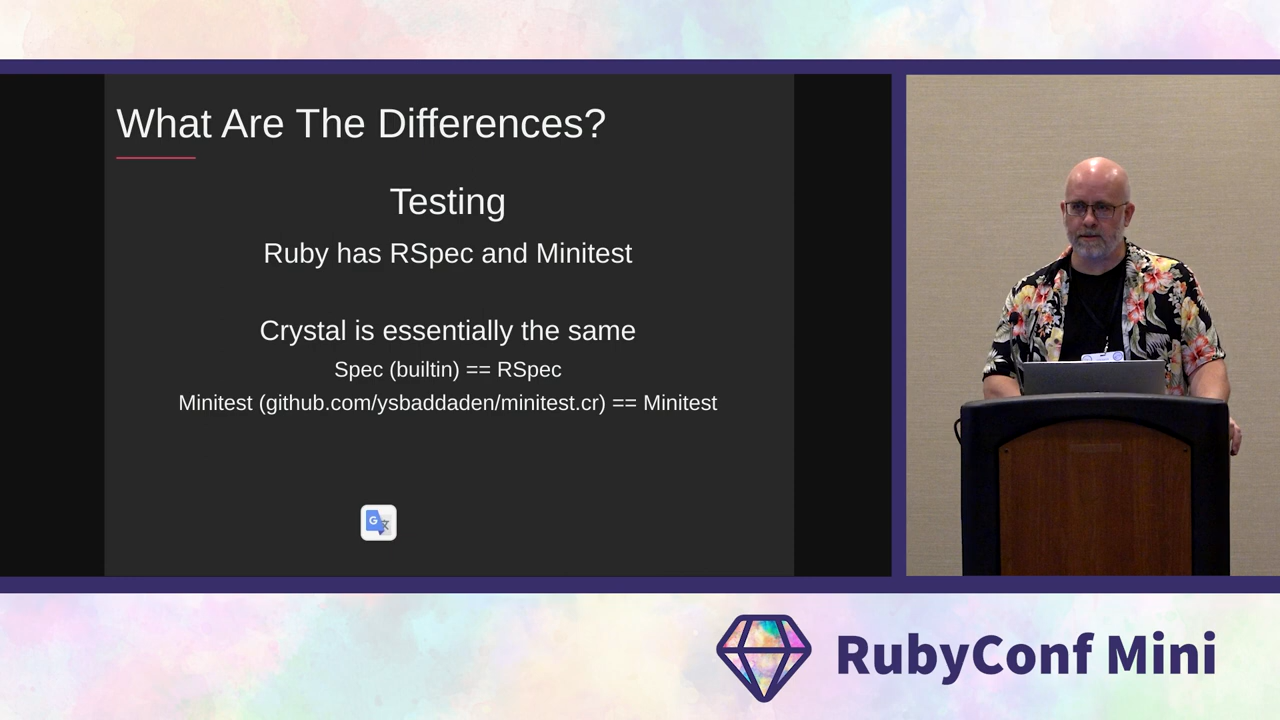 What Are The Differences?
Testing
Ruby has RSpec and Minitest
Crystal is essentially the same
Spec (builtin) == RSpec
Minitest (github.com/ysbaddaden/minitest.cr) == Minitest
G 文
RubyConf Mini